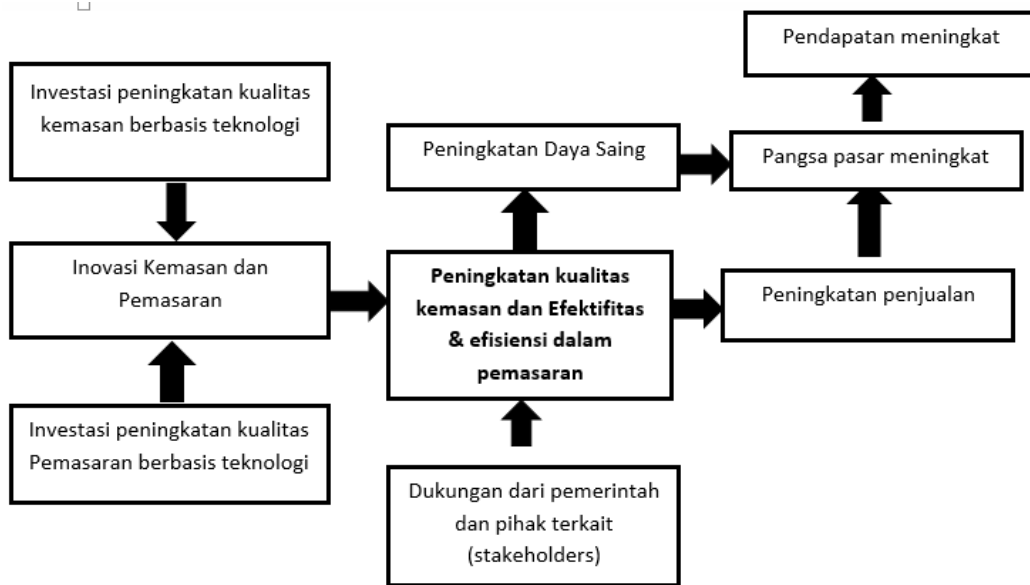 Pendapatan meningkat
Investasi peningkatan kualitas
kemasan berbasis teknologi
Peningkatan Daya Saing
Pangsa pasar meningkat
Inovasi Kemasan dan
Pemasaran
Peningkatan kualitas
kemasan dan Efektifitas
& efisiensi dalam
pemasaran
Peningkatan penjualan
Investasi peningkatan kualitas
Pemasaran berbasis teknologi
Dukungan dari pemerintah
dan pihak terkait
(stakeholders)